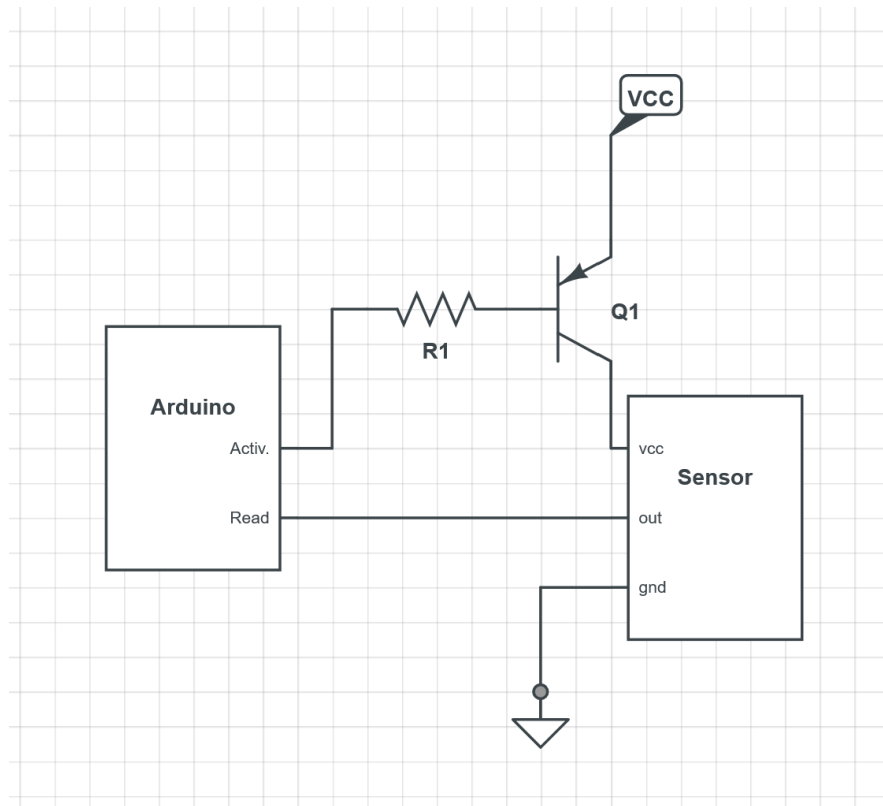 VCC
Q1
R1
Arduino
Activ.
Read
vcc
Sensor
out
gnd